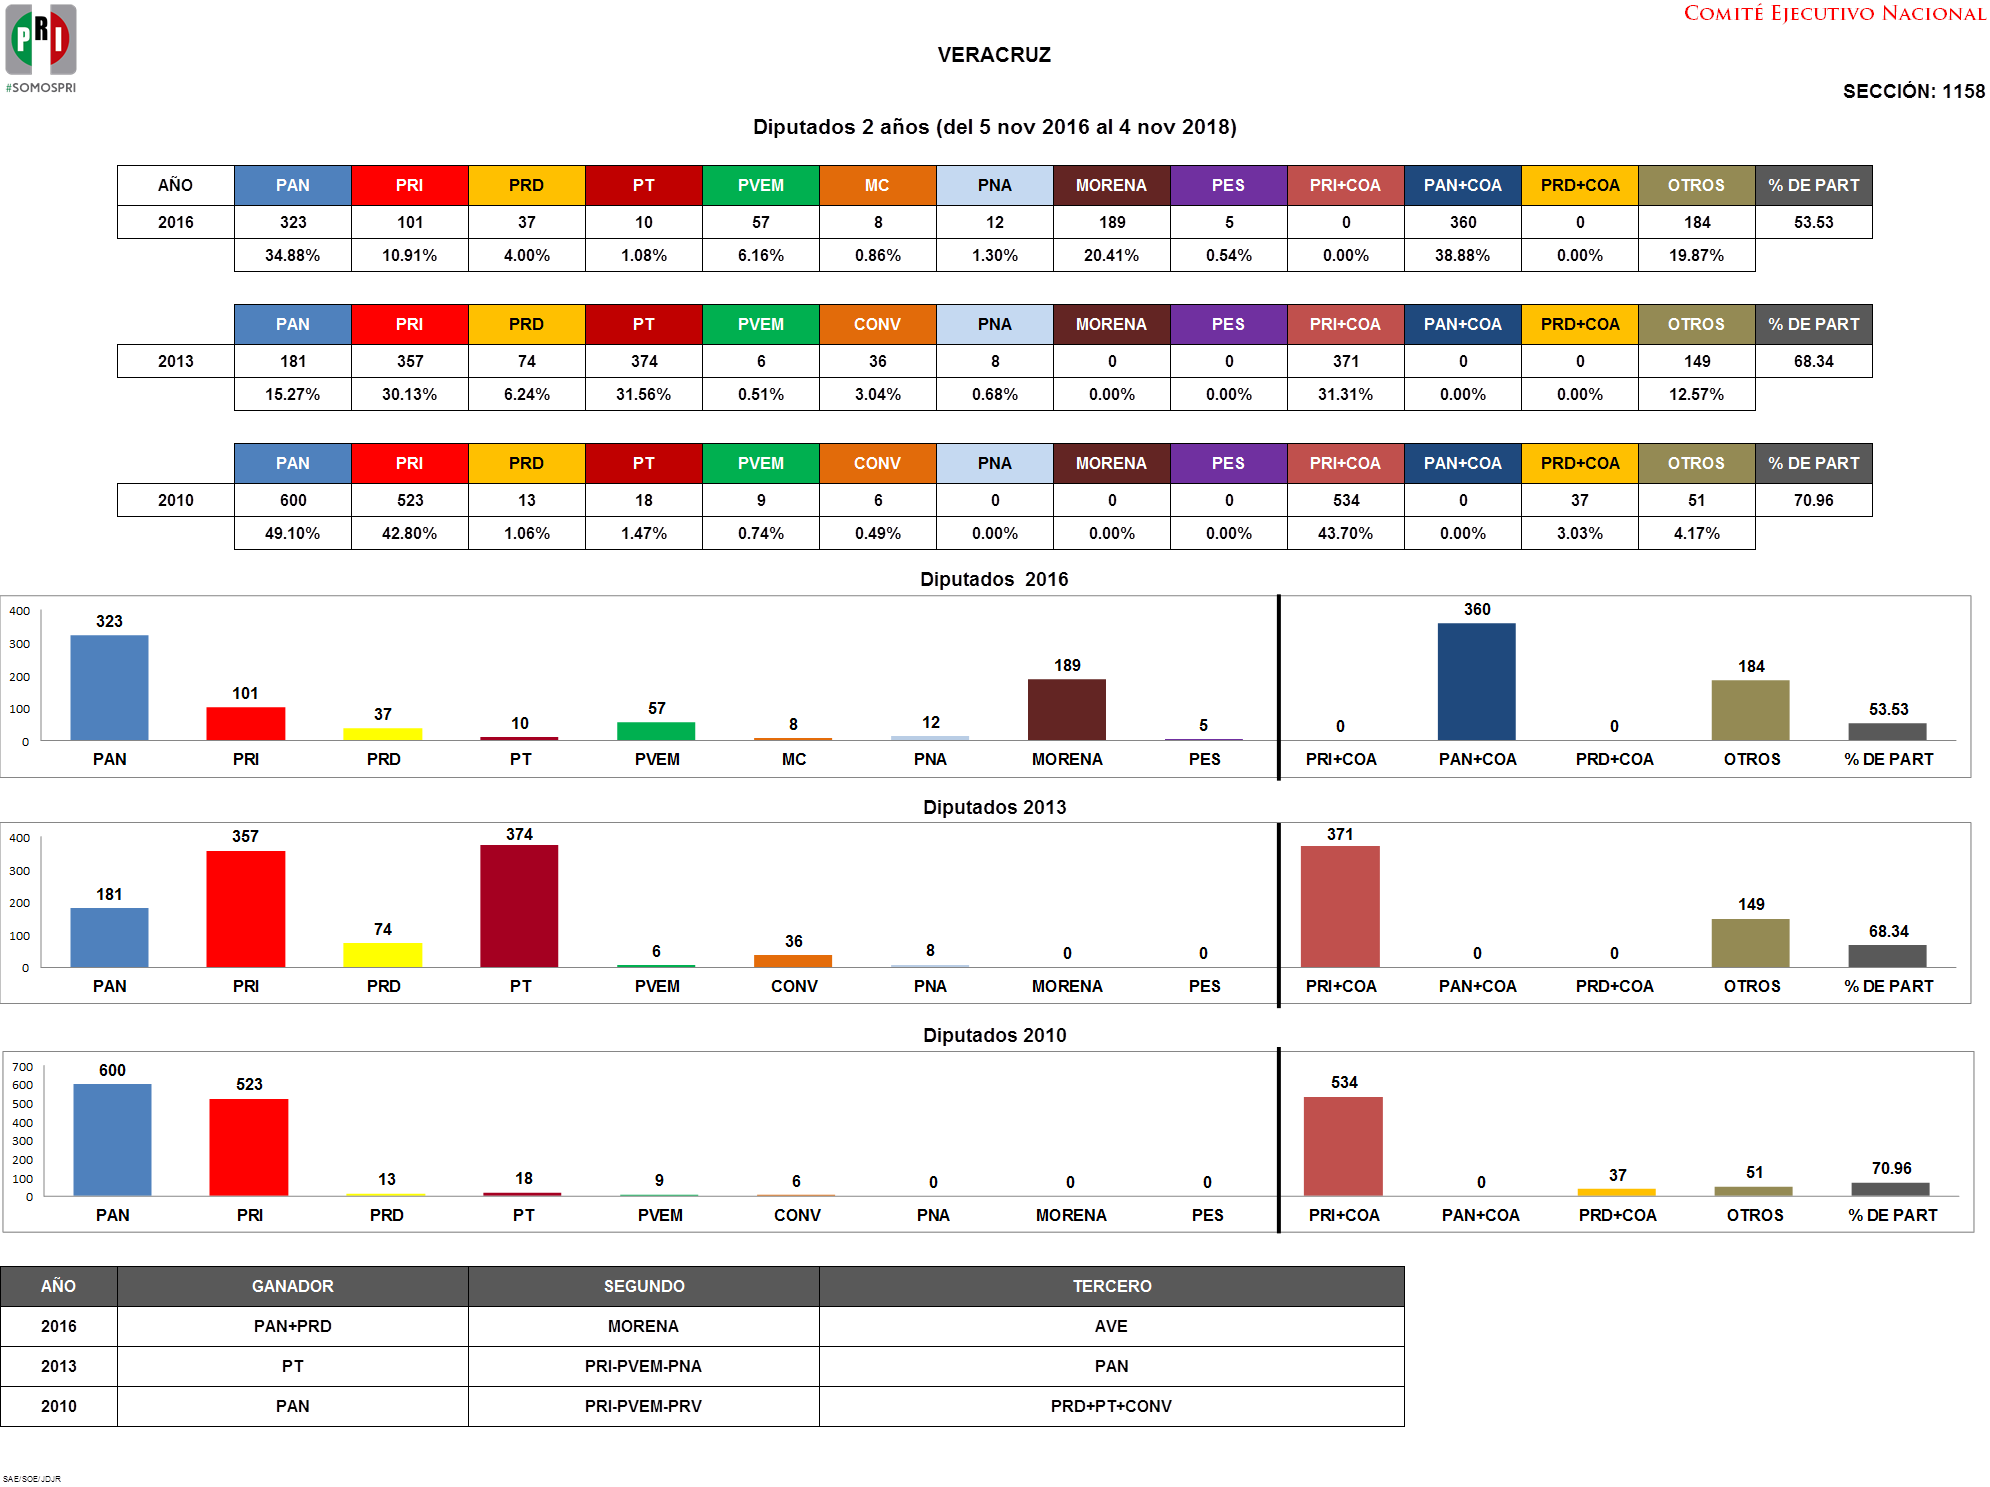 COMITÉ EJECUTIVO NACIONAL
PRI
#SOMOSPRI
VERACRUZ
SECCIÓN: 1158
Diputados 2 años (del 5 nov 2016 al 4 nov 2018)
AÑO PAN PRI PRD PT PVEM MC PNA MORENA PES PRI+COA PAN+COA PRD+COA OTROS % DE PART
2016 323 101 37 10 57 8 12 189 5 0 360 0 184 53.53
34.88% 10.91% 4.00% 1.08% 6.16% 0.86% 1.30% 20.41% 0.54% 0.00% 38.88% 0.00% 19.87%
PAN PRI PRD PT PVEM CONV PNA MORENA PES PRI+COA PAN+COA PRD+COA OTROS % DE PART
2013 181 357 74 374 6 36 8 0 0 371 0 0 149 68.34
15.27% 30.13% 6.24% 31.56% 0.51% 3.04% 0.68% 0.00% 0.00% 31.31% 0.00% 0.00% 12.57%
PAN PRI PRD PT PVEM CONV PNA MORENA PES PRI+COA PAN+COA PRD+COA OTROS % DE PART
2010 600 523 13 18 9 6 0 0 0 534 0 37 51 70.96
49.10% 42.80% 1.06% 1.47% 0.74% 0.49% 0.00% 0.00% 0.00% 43.70% 0.00% 3.03% 4.17%
Diputados 2016
400
300
200
100
0
323 101 37 10 57 8 12 189 5 0 360 0 184 53.53
PAN PRI PRD PT PVEM MC PNA MORENA PES PRI+COA PAN+COA PRD+COA OTROS % DE PART
Diputados 2013
400
300
200
100
0
181 357 74 374 6 36 8 0 0 371 0 0 149 68.34
PAN PRI PRD PT PVEM CONV PNA MORENA PES PRI+COA PAN+COA PRD+COA OTROS % DE PART
Diputados 2010
700
600
500
400
300
200
100
0
600 523 13 18 9 6 0 0 0 534 0 37 51 70.96
PAN PRI PRD PT PVEM CONV PNA MORENA PES PRI+COA PAN+COA PRD+COA OTROS % DE PART
AÑO GANADOR SEGUNDO TERCERO
2016 PAN+PRD MORENA AVE
2013 PT PRI-PVEM-PNA PAN
2010 PAN PRI-PVEM-PRV PRD+PT+CONV
SAE/SOE/JDJR